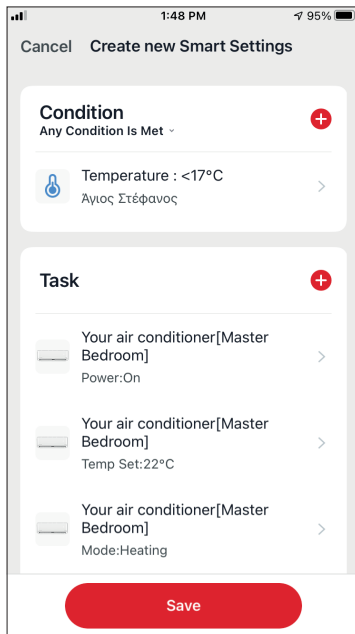 1:48 PM
95%
Cancel Create new Smart Settings
Condition
Any Condition Is Met
Temperature : <17°C
Άγιος Στέφανος
Task
Your air conditioner[Master
Bedroom]
Power:On
Your air conditioner[Master
Bedroom]
Temp Set:22°C
Your air conditioner[Master
Bedroom]
Mode:Heating
Save